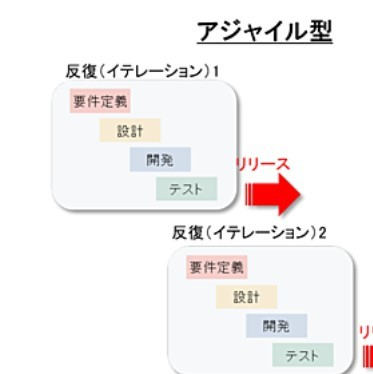 アジャイル型
反復(イテレーション)1
要件定義
設計
開発
テスト
リリース
反復(イテレーション)2
要件定義
設計
開発
テスト
リリ